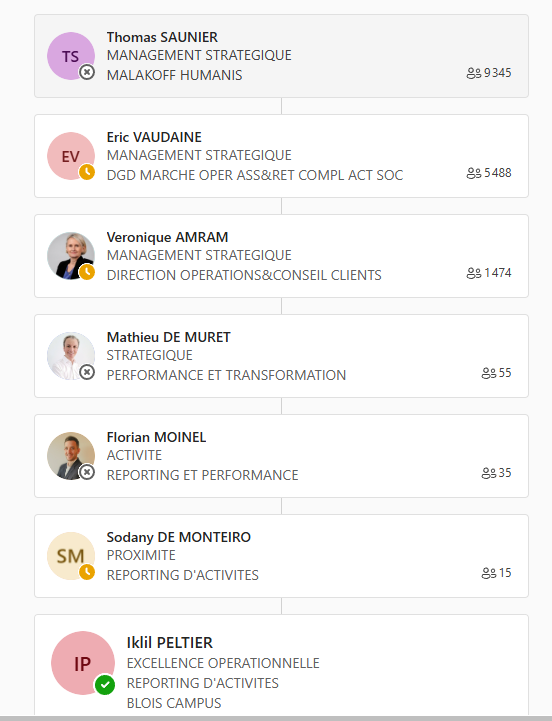 Thomas SAUNIER
TS
MANAGEMENT STRATEGIQUE
MALAKOFF HUMANIS
9345
Eric VAUDAINE
EV
MANAGEMENT STRATEGIQUE
DGD MARCHE OPER ASS&RET COMPL ACT SOC
5488
Veronique AMRAM
MANAGEMENT STRATEGIQUE
DIRECTION OPERATIONS&CONSEIL CLIENTS
1474
Mathieu DE MURET
STRATEGIQUE
PERFORMANCE ET TRANSFORMATION
55
Florian MOINEL
ACTIVITE
REPORTING ET PERFORMANCE
35
Sodany DE MONTEIRO
SM
PROXIMITE
REPORTING D'ACTIVITES
15
Iklil PELTIER
IP
EXCELLENCE OPERATIONNELLE
REPORTING D'ACTIVITES
BLOIS CAMPUS